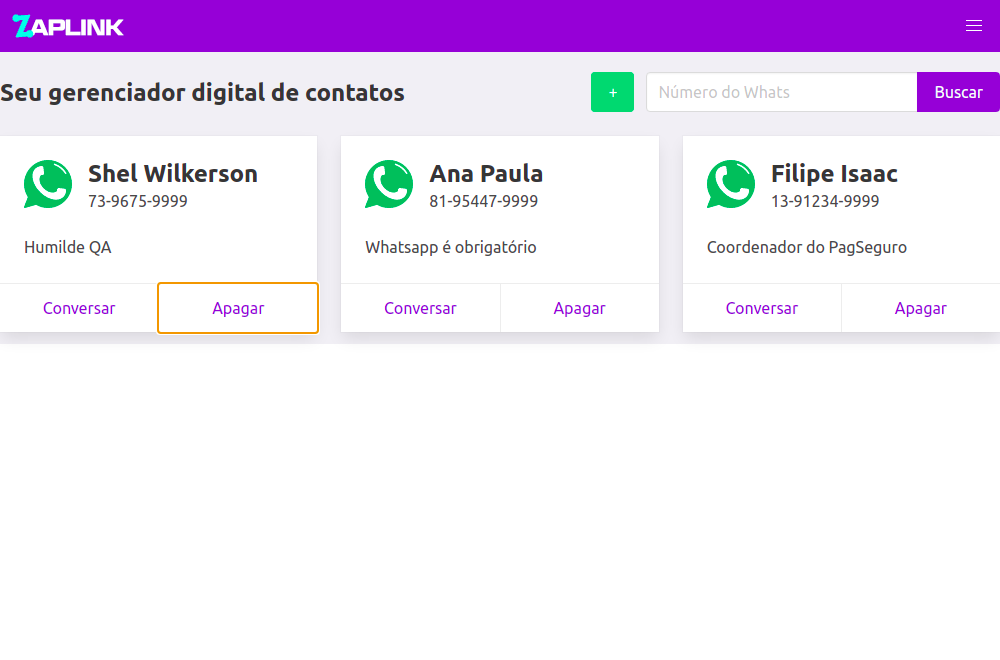 ZAPLINK
Seu gerenciador digital de contatos
+
Número do Whats
Buscar
Shel Wilkerson
73-9675-9999
Humilde QA
Conversar
Apagar
Ana Paula
81-95447-9999
Whatsapp é obrigatório
Conversar
Apagar
Filipe Isaac
13-91234-9999
Coordenador do PagSeguro
Conversar
Apagar